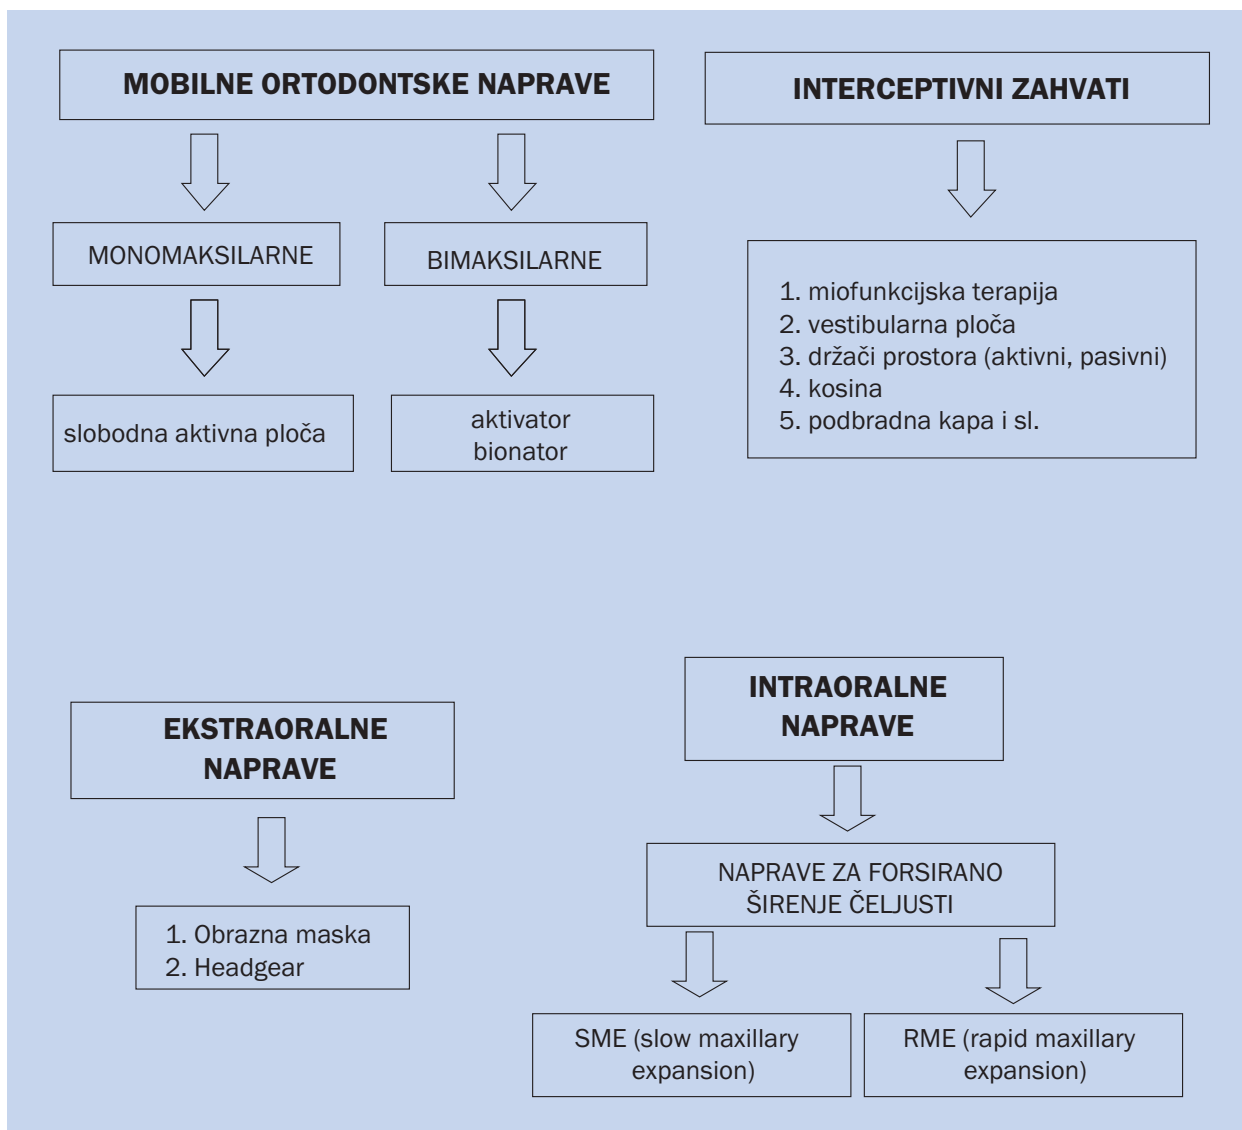 MOBILNE ORTODONTSKE NAPRAVE
MONOMAKSILARNE
BIMAKSILARNE
slobodna aktivna ploča
aktivator
bionator
INTERCEPTIVNI ZAHVATI
1. miofunkcijska terapija
2. vestibularna ploča
3. držači prostora (aktivni, pasivni)
4. kosina
5. podbradna kapa i sl.
EKSTRAORALNE
NAPRAVE
1. Obrazna maska
2. Headgear
INTRAORALNE
NAPRAVE
NAPRAVE ZA FORSIRANO
ŠIRENJE ČELJUSTI
SME (slow maxillary
expansion)
RME (rapid maxillary
expansion)